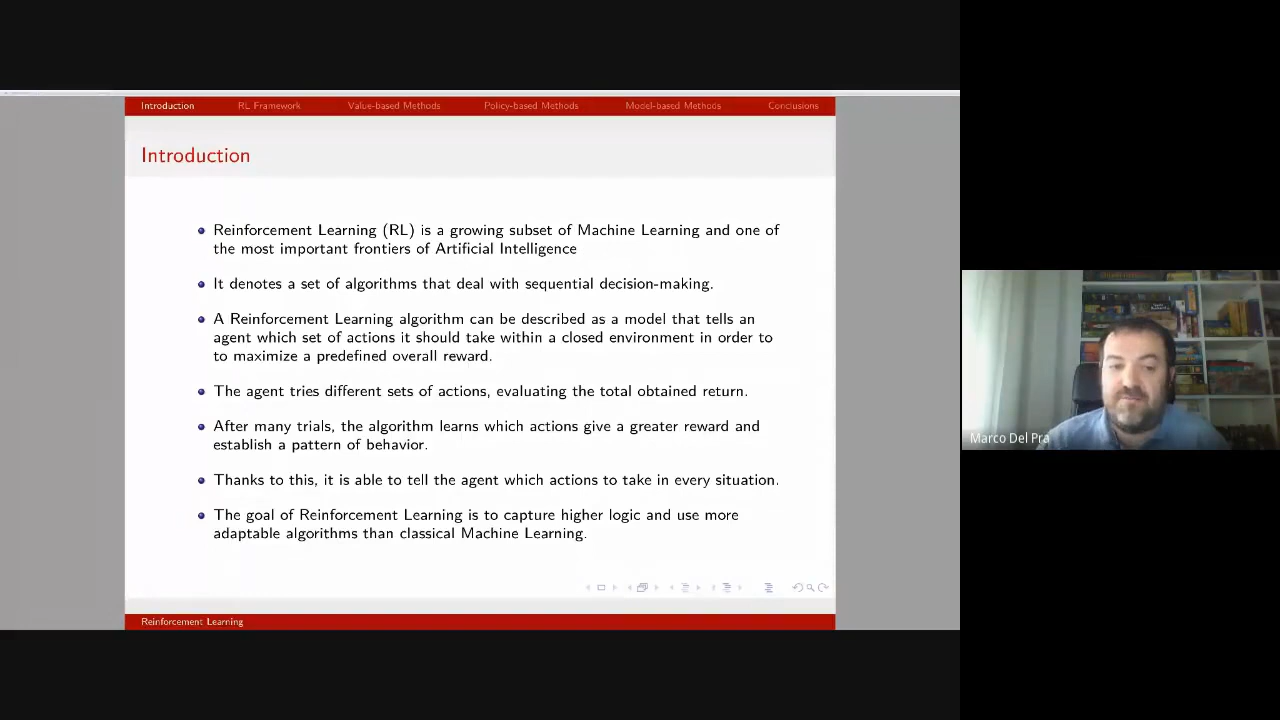 Introduction RL Framework Value-based Methods Policy-based Methods Model-based Methods Conclusions
Introduction
Reinforcement Learning (RL) is a growing subset of Machine Learning and one of
the most important frontiers of Artificial Intelligence
It denotes a set of algorithms that deal with sequential decision-making.
A Reinforcement Learning algorithm can be described as a model that tells an
agent which set of actions it should take within a closed environment in order to
to maximize a predefined overall reward.
The agent tries different sets of actions, evaluating the total obtained return.
After many trials, the algorithm learns which actions give a greater reward and
establish a pattern of behavior.
Thanks to this, it is able to tell the agent which actions to take in every situation.
The goal of Reinforcement Learning is to capture higher logic and use more
adaptable algorithms than classical Machine Learning.
Reinforcement Learning
Marco Del Pra